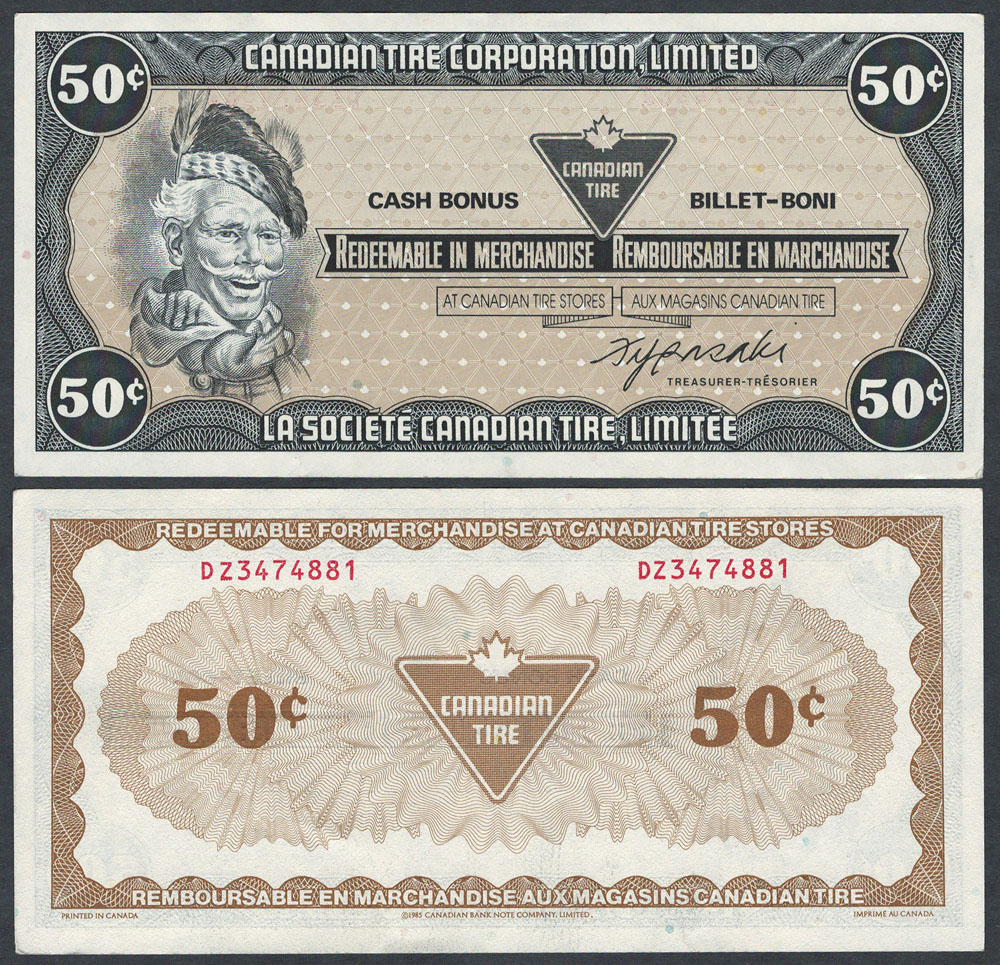 CANADIAN TIRE CORPORATION, LIMITED
50¢ 50¢
CANADIAN
TIRE
CASH BONUS BILLET-BONI
REDEEMABLE IN MERCHANDISE REMBOURSABLE EN MARCHANDISE
AT CANADIAN TIRE STORES AUX MAGASINS CANADIAN TIRE
TREASURER-TRÉSORIER
50¢ 50¢
LA SOCIÉTÉ CANADIAN TIRE, LIMITÉE
REDEEMABLE FOR MERCHANDISE AT CANADIAN TIRE STORES
DZ3474881 DZ3474881
50¢ 50¢
CANADIAN
TIRE
REMBOURSABLE EN MARCHANDISE AUX MAGASINS CANADIAN TIRE
PRINTED IN CANADA ©1985 CANADIAN BANK NOTE COMPANY, LIMITED. IMPRIMÉ AU CANADA